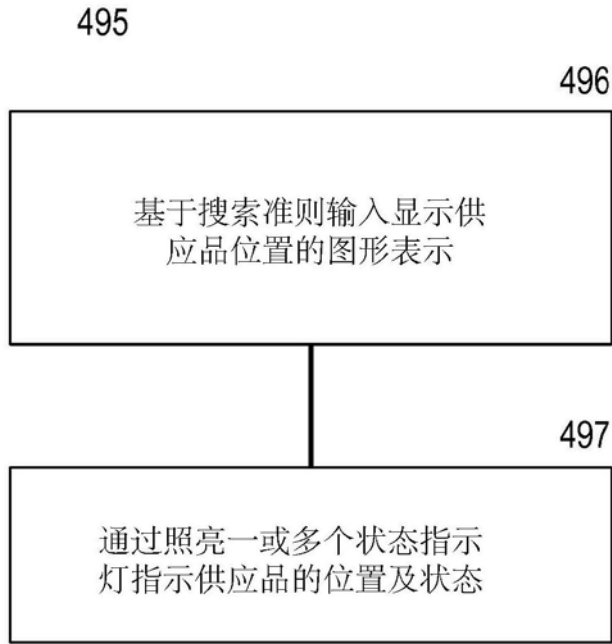 495
496
基于搜索准则输入显示供
应品位置的图形表示
497
通过照亮一或多个状态指示
灯指示供应品的位置及状态